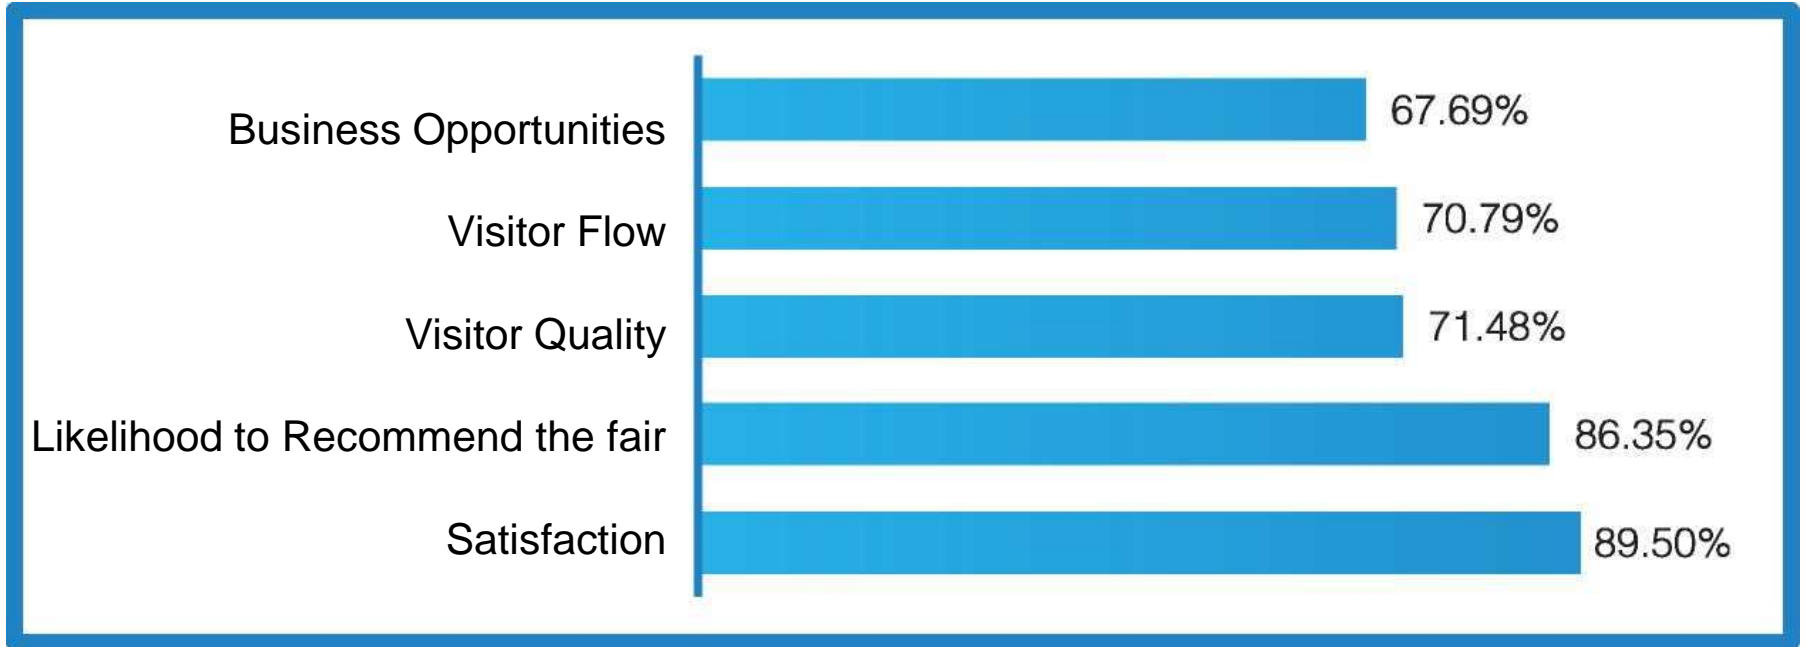 Business Opportunities 67.69%
Visitor Flow 70.79%
Visitor Quality 71.48%
Likelihood to Recommend the fair 86.35%
Satisfaction 89.50%